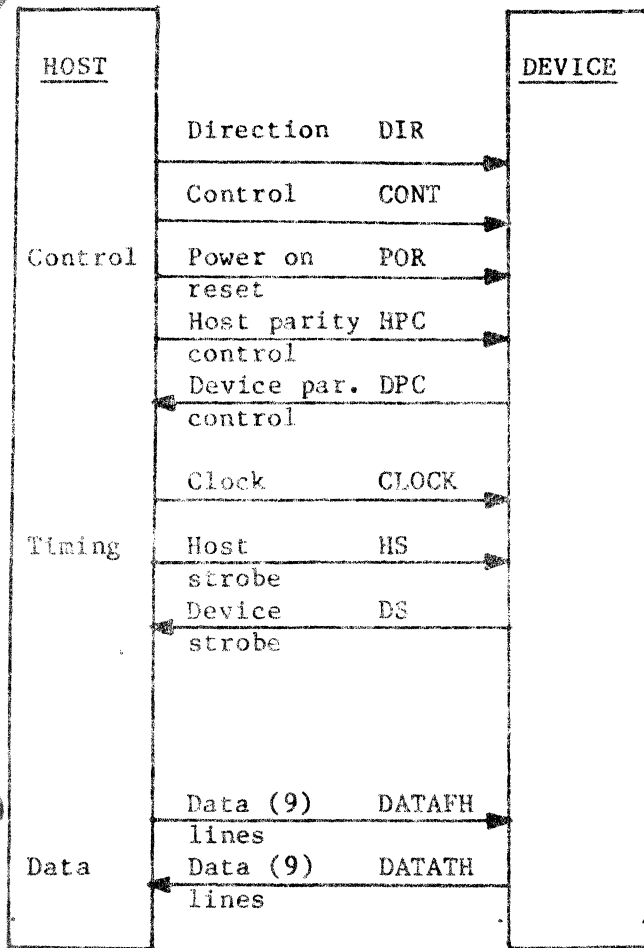 HOST DEVICE
Direction DIR
Control CONT
Control Power on POR
reset
Host parity HPC
control
Device par. DPC
control
Clock CLOCK
Timing Host HS
strobe
Device DS
strobe
Data (9) DATAFH
lines
Data Data (9) DATATH
lines